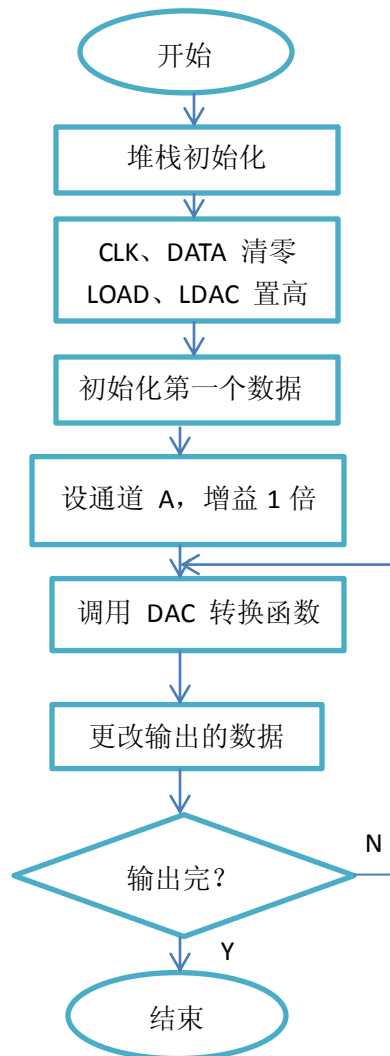 开始
堆栈初始化
CLK、DATA 清零
LOAD、LDAC 置高
初始化第一个数据
设通道 A，增益 1 倍
调用 DAC 转换函数
更改输出的数据
输出完？
N
Y
结束